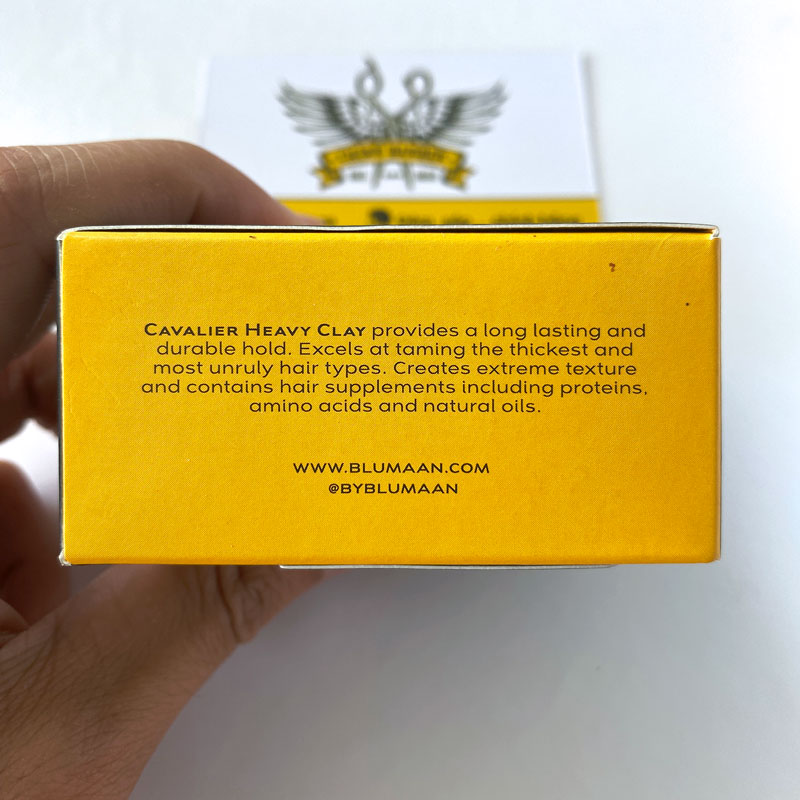 CAVALIER HEAVY CLAY provides a long lasting and
durable hold. Excels at taming the thickest and
most unruly hair types. Creates extreme texture
and contains hair supplements including proteins,
amino acids and natural oils.
WWW.BLUMAAN.COM
@BYBLUMAAN